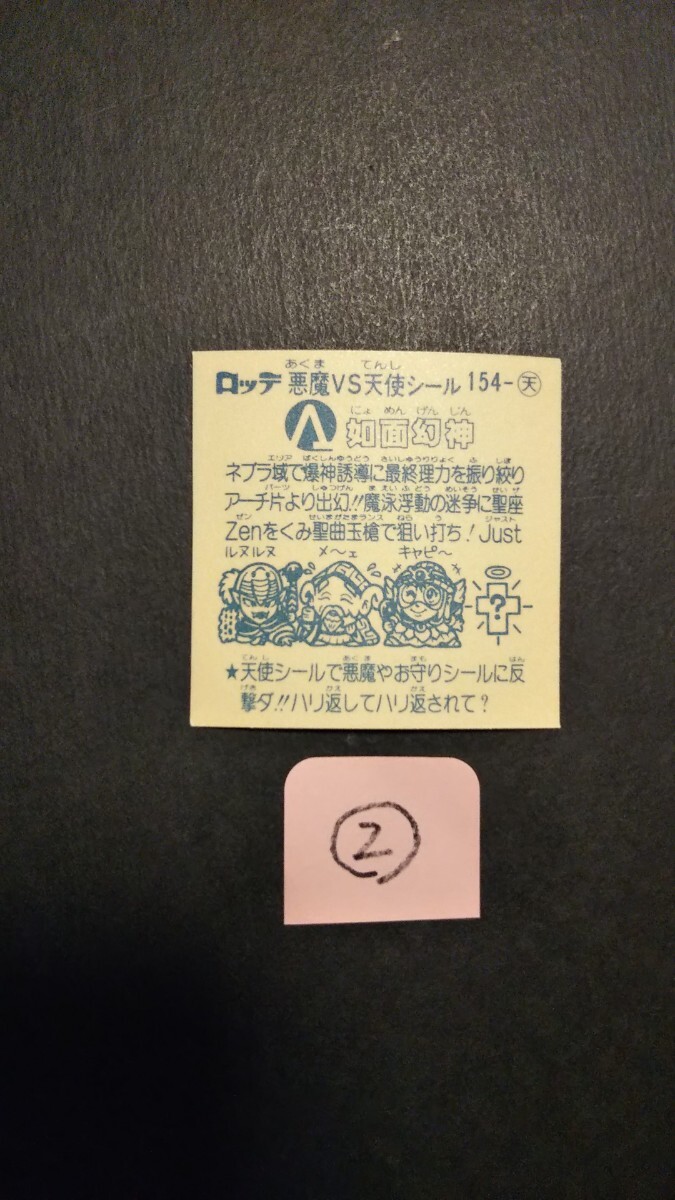 ロッテ 悪魔VS天使シール 154-天
如面幻神
ネブラ域で爆神誘導に最終理力を振り絞り
アーチ片より出幻!!魔泳浮動の迷争に聖座
Zenをくみ聖曲玉槍で狙い打ち!Just
ルヌルヌ メ〜ェ キャピ〜
?
★天使シールで悪魔やお守りシールに反
撃ダ!!ハリ返してハリ返されて?
②